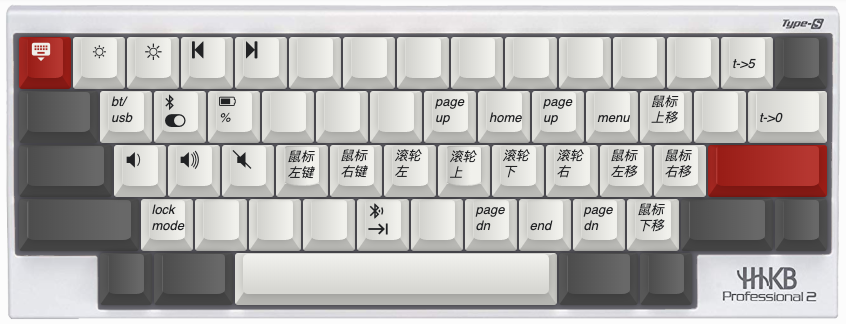 Type-S
t->5
bt/
usb
%
page
up
home
page
up
menu
鼠标
上移
t->0
鼠标
左键
鼠标
右键
滚轮
左
滚轮
上
滚轮
下
滚轮
右
鼠标
左移
鼠标
右移
lock
mode
page
dn
end
page
dn
鼠标
下移
HHKB
Professional 2